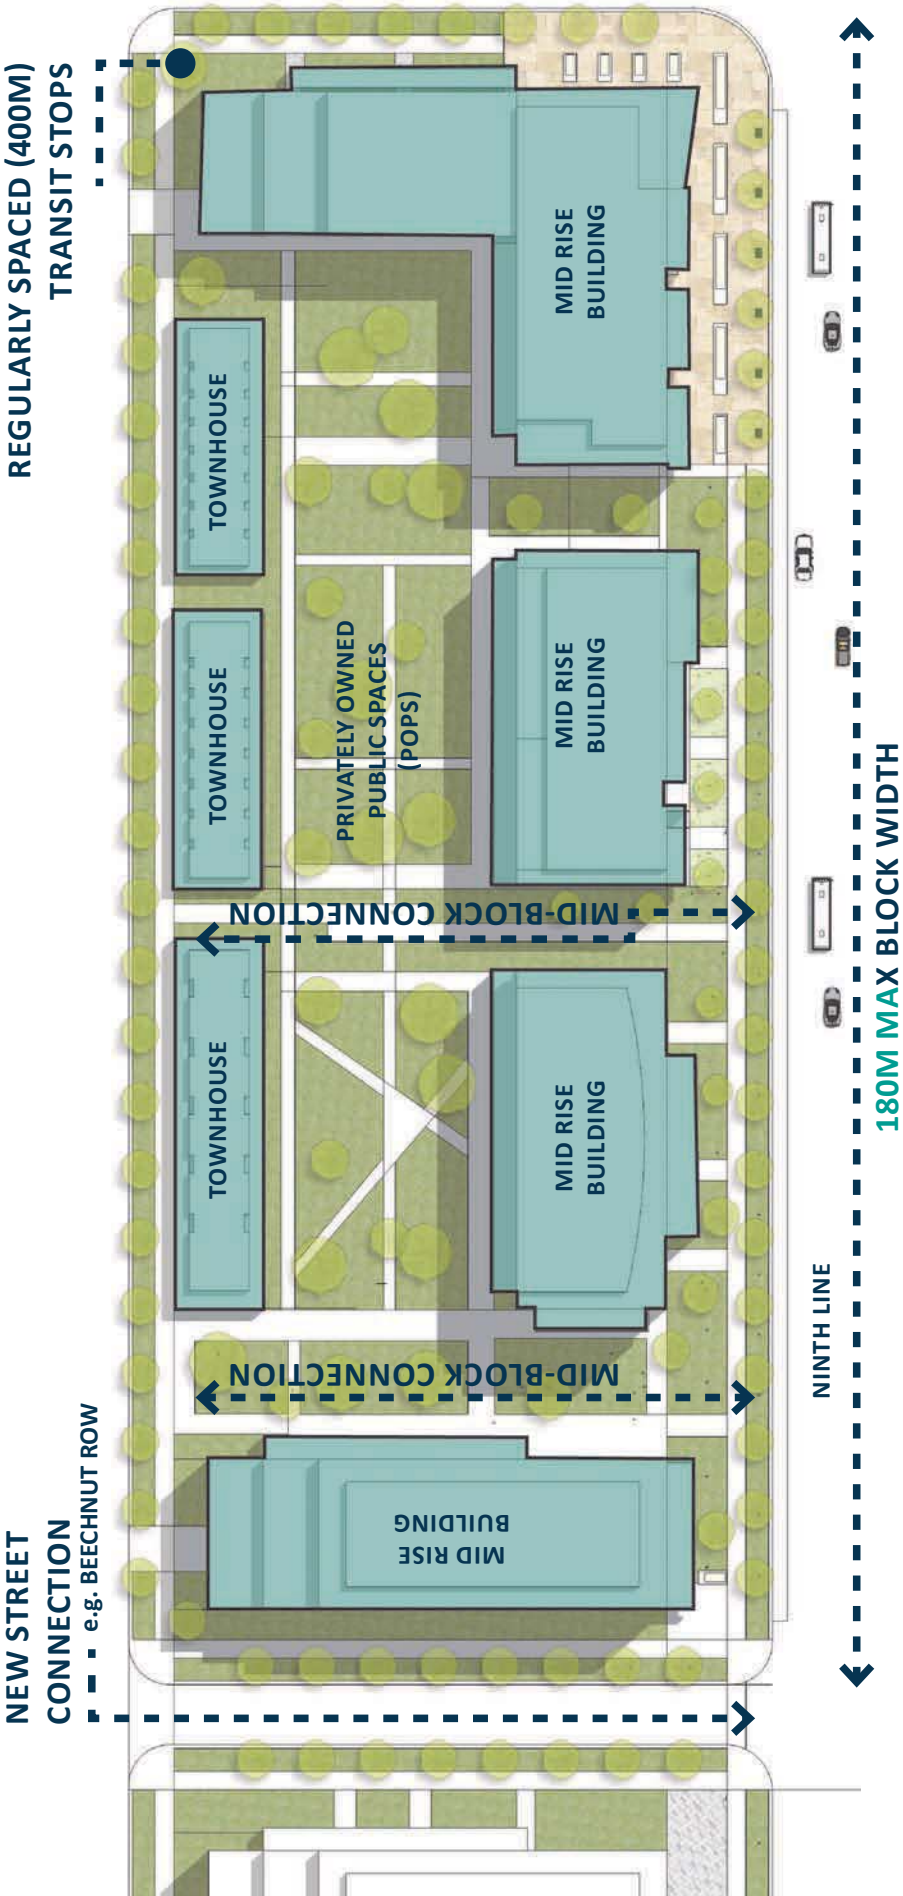 REGULARLY SPACED (400M)
TRANSIT STOPS
MID RISE
BUILDING
TOWNHOUSE
TOWNHOUSE
PRIVATELY OWNED
PUBLIC SPACES
(POPS)
MID RISE
BUILDING
MID-BLOCK CONNECTION
TOWNHOUSE
MID RISE
BUILDING
MID-BLOCK CONNECTION
MID RISE
BUILDING
NEW STREET
CONNECTION
e.g. BEECHNUT ROW
NINTH LINE
180M MAX BLOCK WIDTH